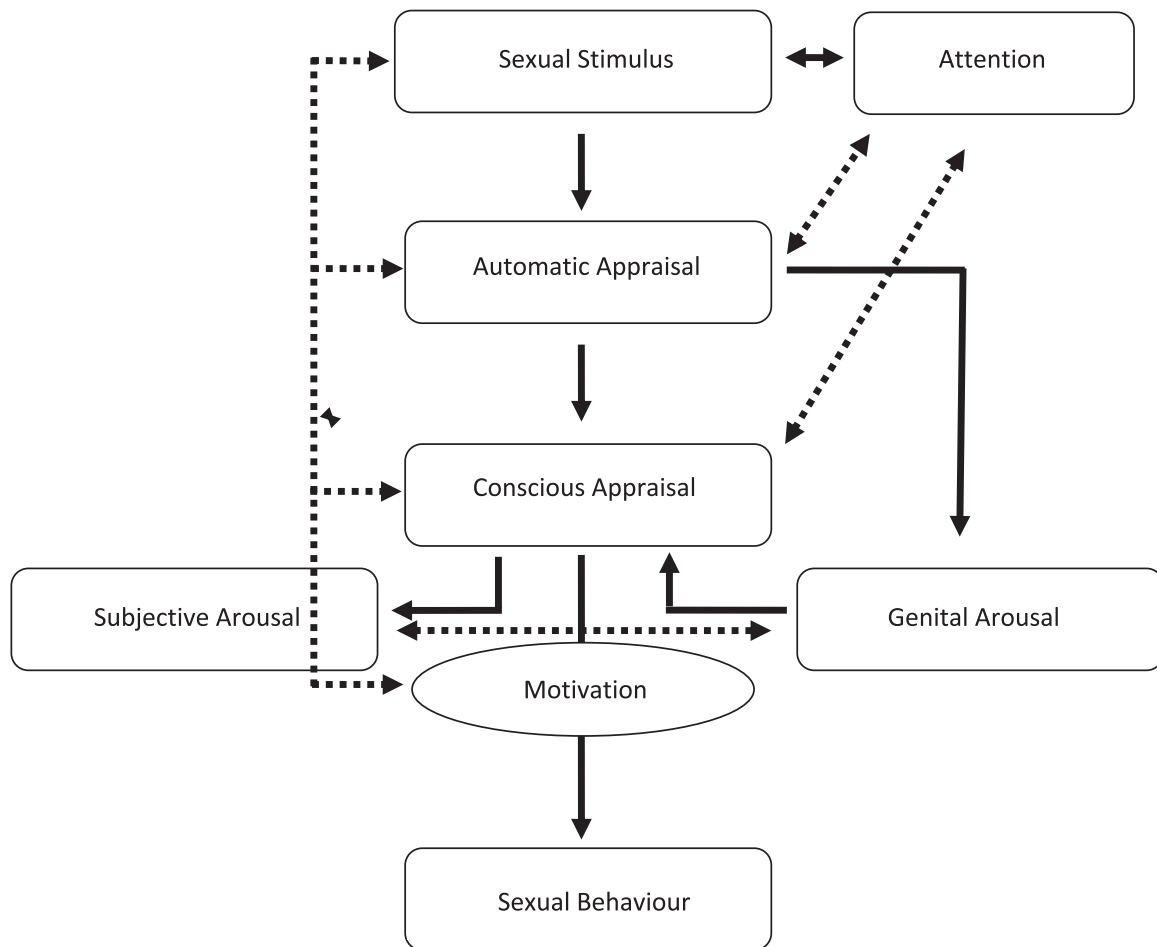 Sexual Stimulus
Attention
Automatic Appraisal
Conscious Appraisal
Subjective Arousal
Genital Arousal
Motivation
Sexual Behaviour